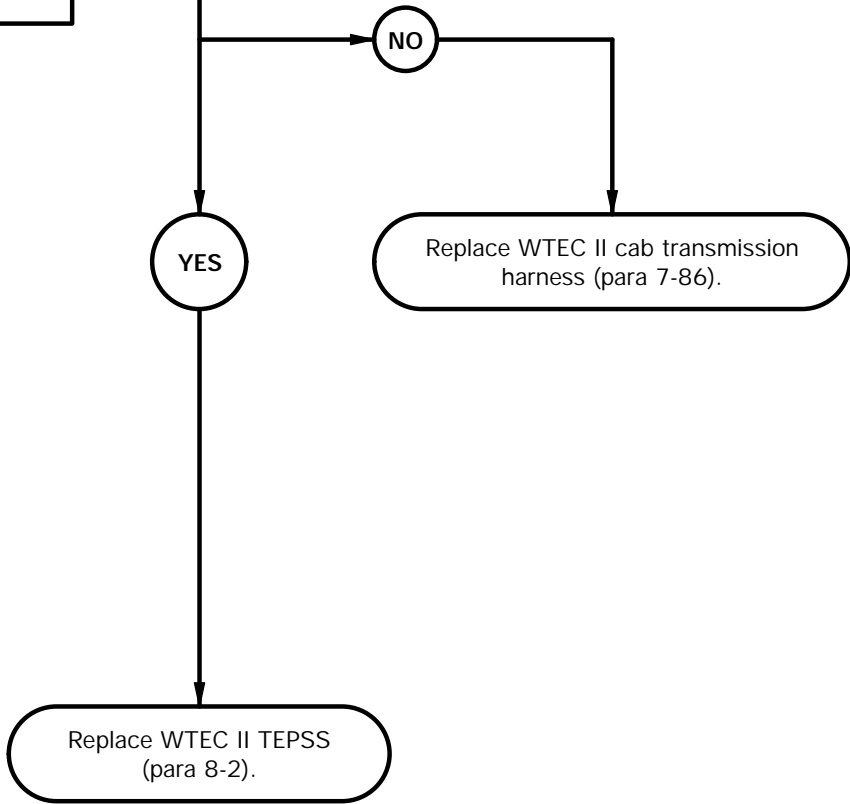 NO
YES
Replace WTEC II cab transmission
harness (para 7-86).
Replace WTEC II TEPSS
(para 8-2).